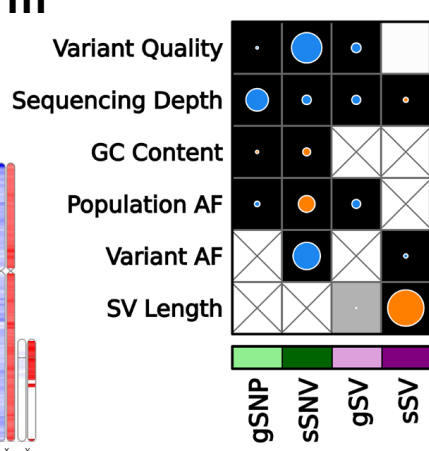 Variant Quality
Sequencing Depth
GC Content
Population AF
Variant AF
SV Length
gSNP
sSNV
gSV
sSV
x x